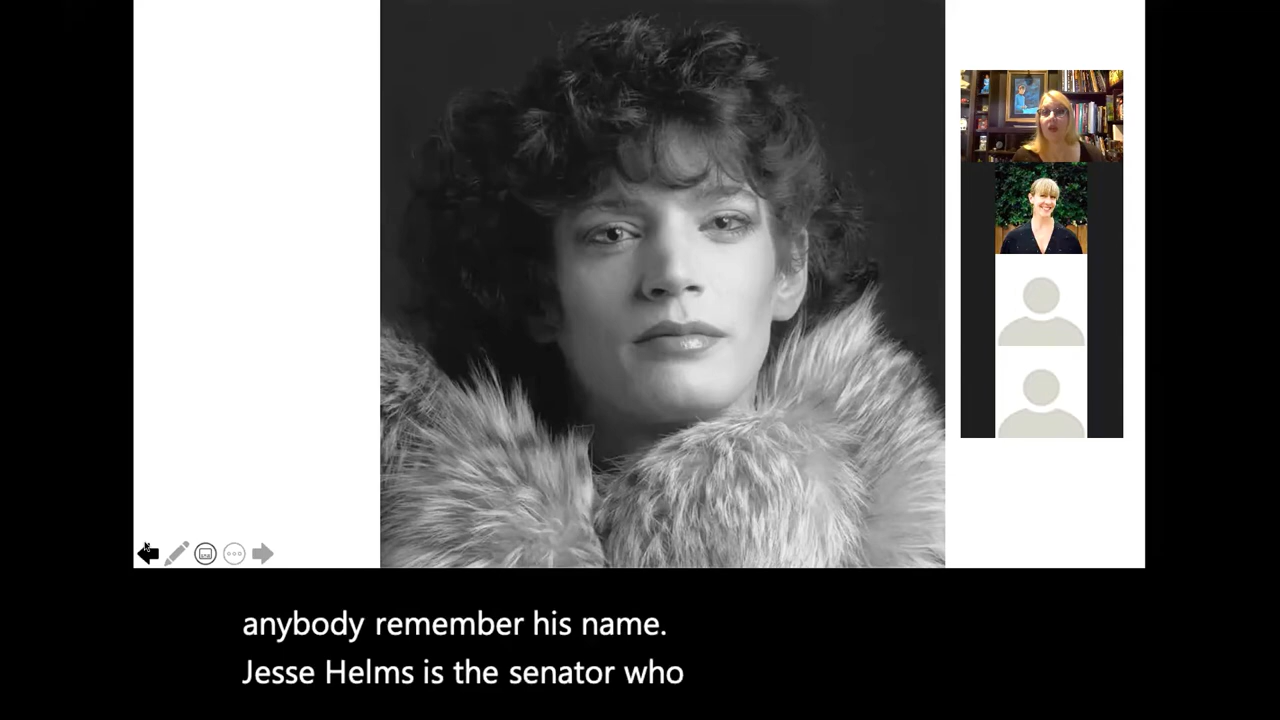 anybody remember his name.
Jesse Helms is the senator who